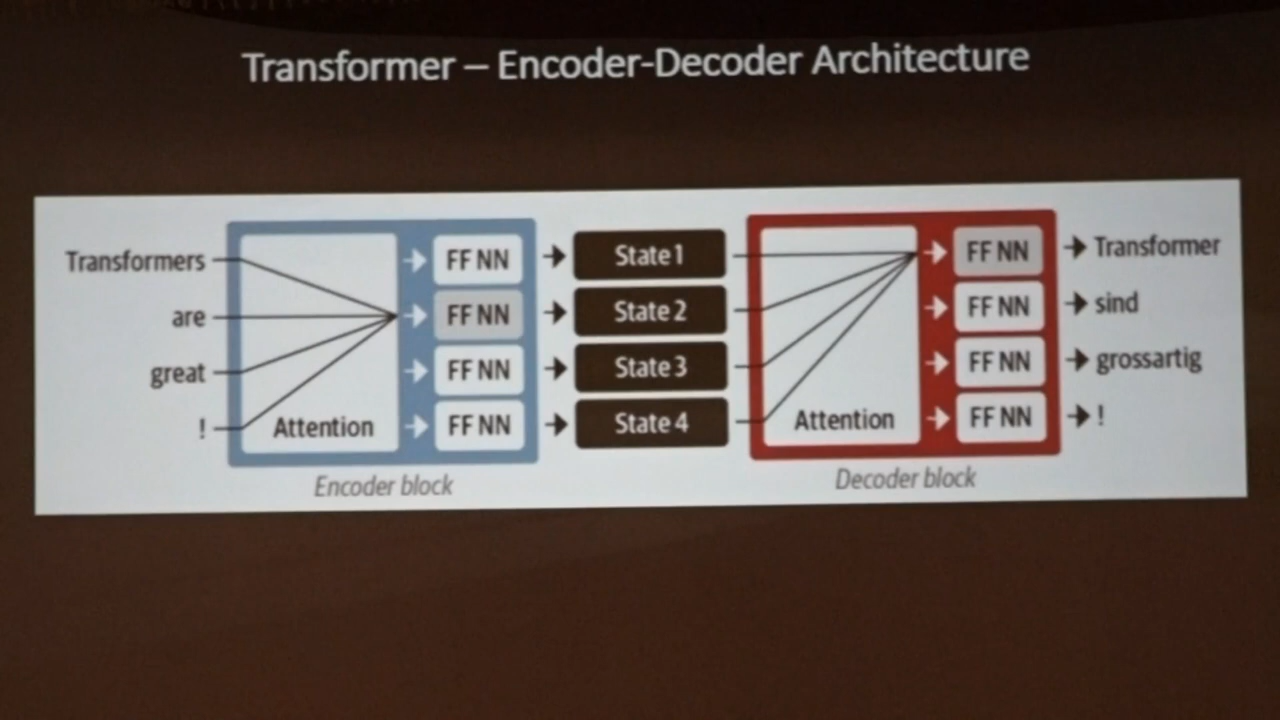 Transformer – Encoder-Decoder Architecture
Transformers FF NN State 1 FF NN Transformer
are FF NN State 2 FF NN sind
great FF NN State 3 FF NN grossartig
! Attention FF NN State 4 Attention FF NN !
Encoder block Decoder block